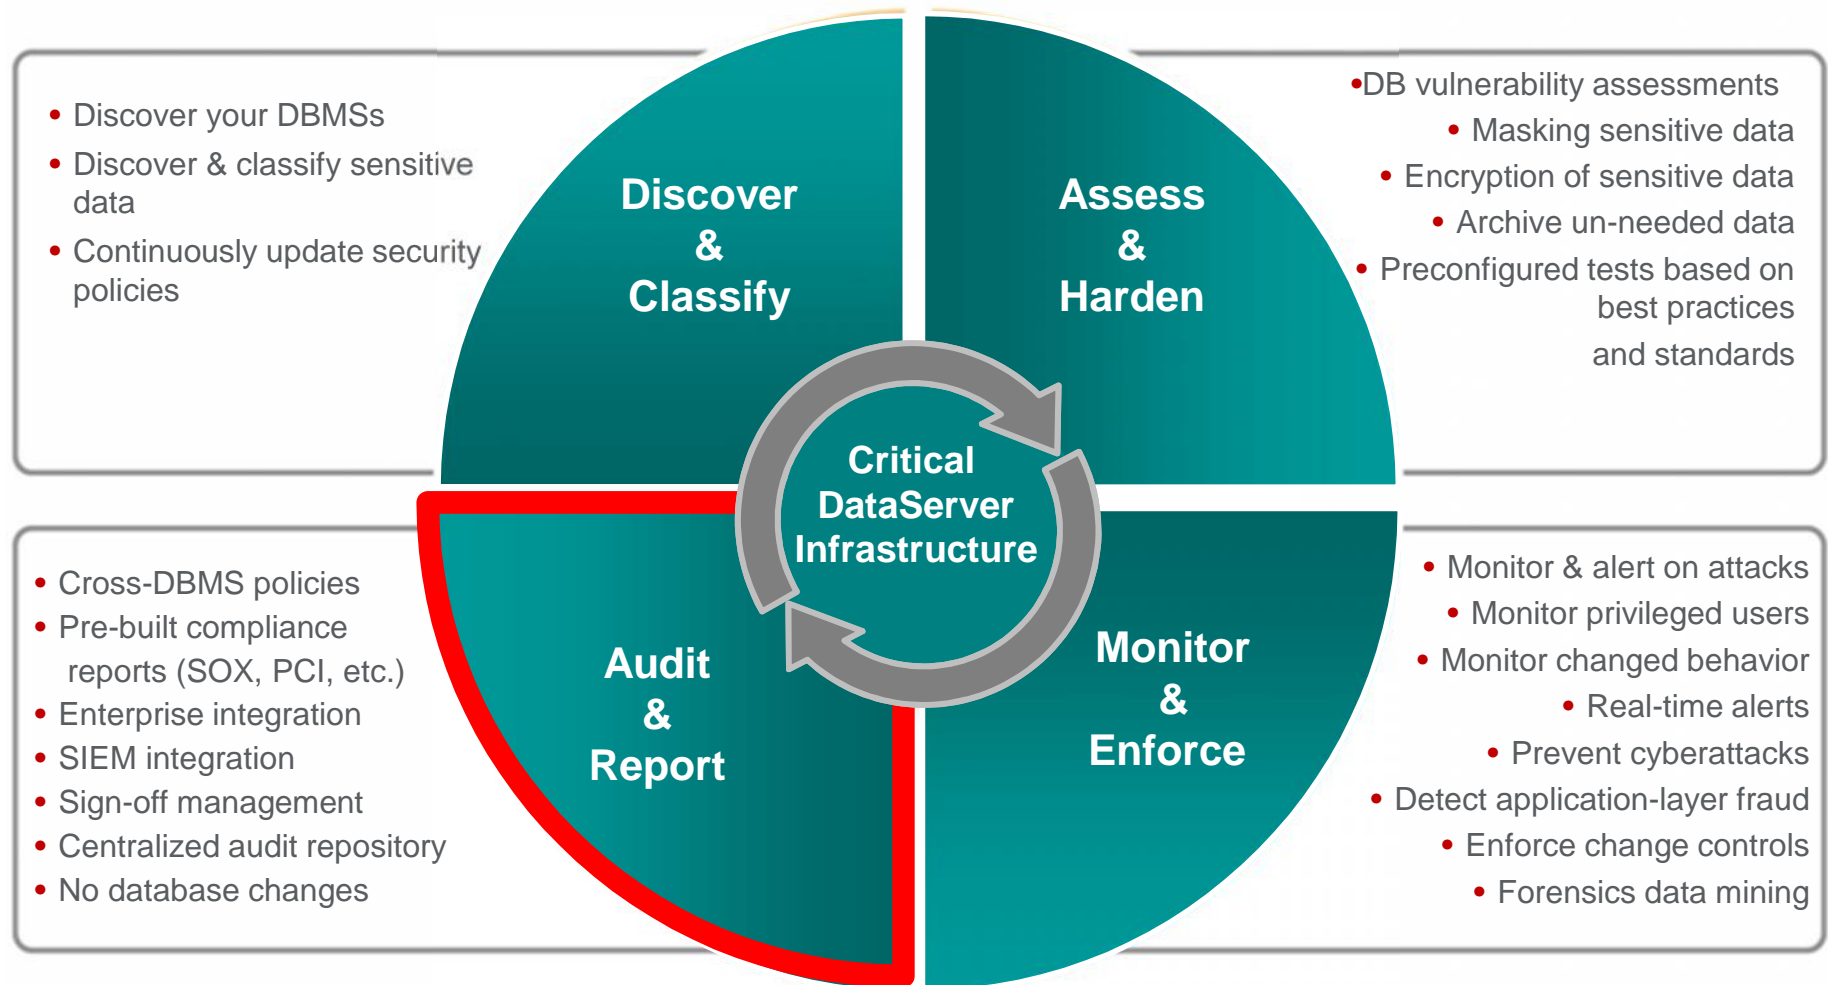 • Discover your DBMSs
• Discover & classify sensitive
data
• Continuously update security
policies
Discover
&
Classify
Assess
&
Harden
•DB vulnerability assessments
• Masking sensitive data
• Encryption of sensitive data
• Archive un-needed data
• Preconfigured tests based on
best practices
and standards
Critical
DataServer
Infrastructure
• Cross-DBMS policies
• Pre-built compliance
reports (SOX, PCI, etc.)
• Enterprise integration
• SIEM integration
• Sign-off management
• Centralized audit repository
• No database changes
Audit
&
Report
Monitor
&
Enforce
• Monitor & alert on attacks
• Monitor privileged users
• Monitor changed behavior
• Real-time alerts
• Prevent cyberattacks
• Detect application-layer fraud
• Enforce change controls
• Forensics data mining